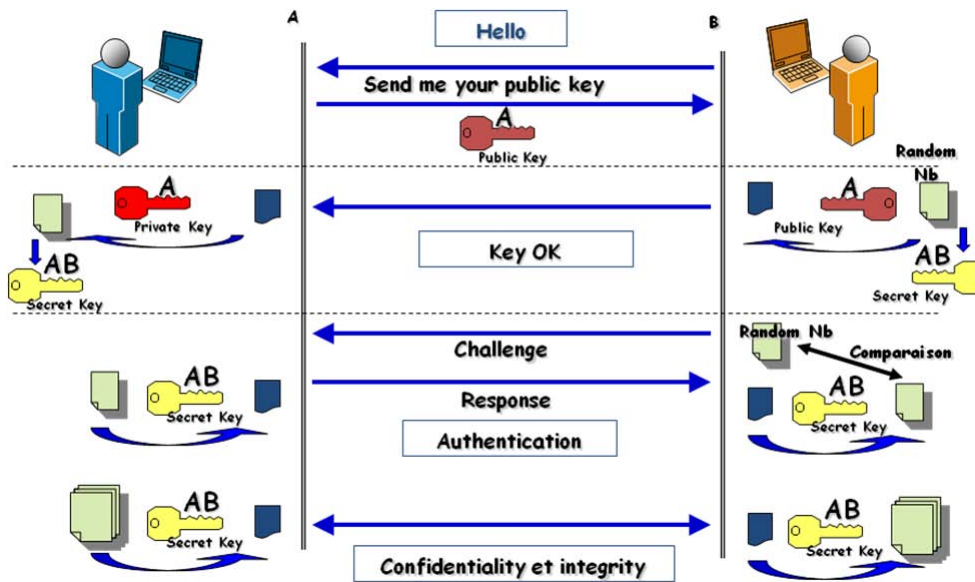 A
B
Hello
Send me your public key
A
Public Key
Random
Nb
A
Private Key
A
Public Key
Key OK
AB
Secret Key
AB
Secret Key
Random Nb
Challenge
Comparaison
AB
Secret Key
Response
AB
Secret Key
Authentication
AB
Secret Key
AB
Secret Key
Confidentiality et integrity